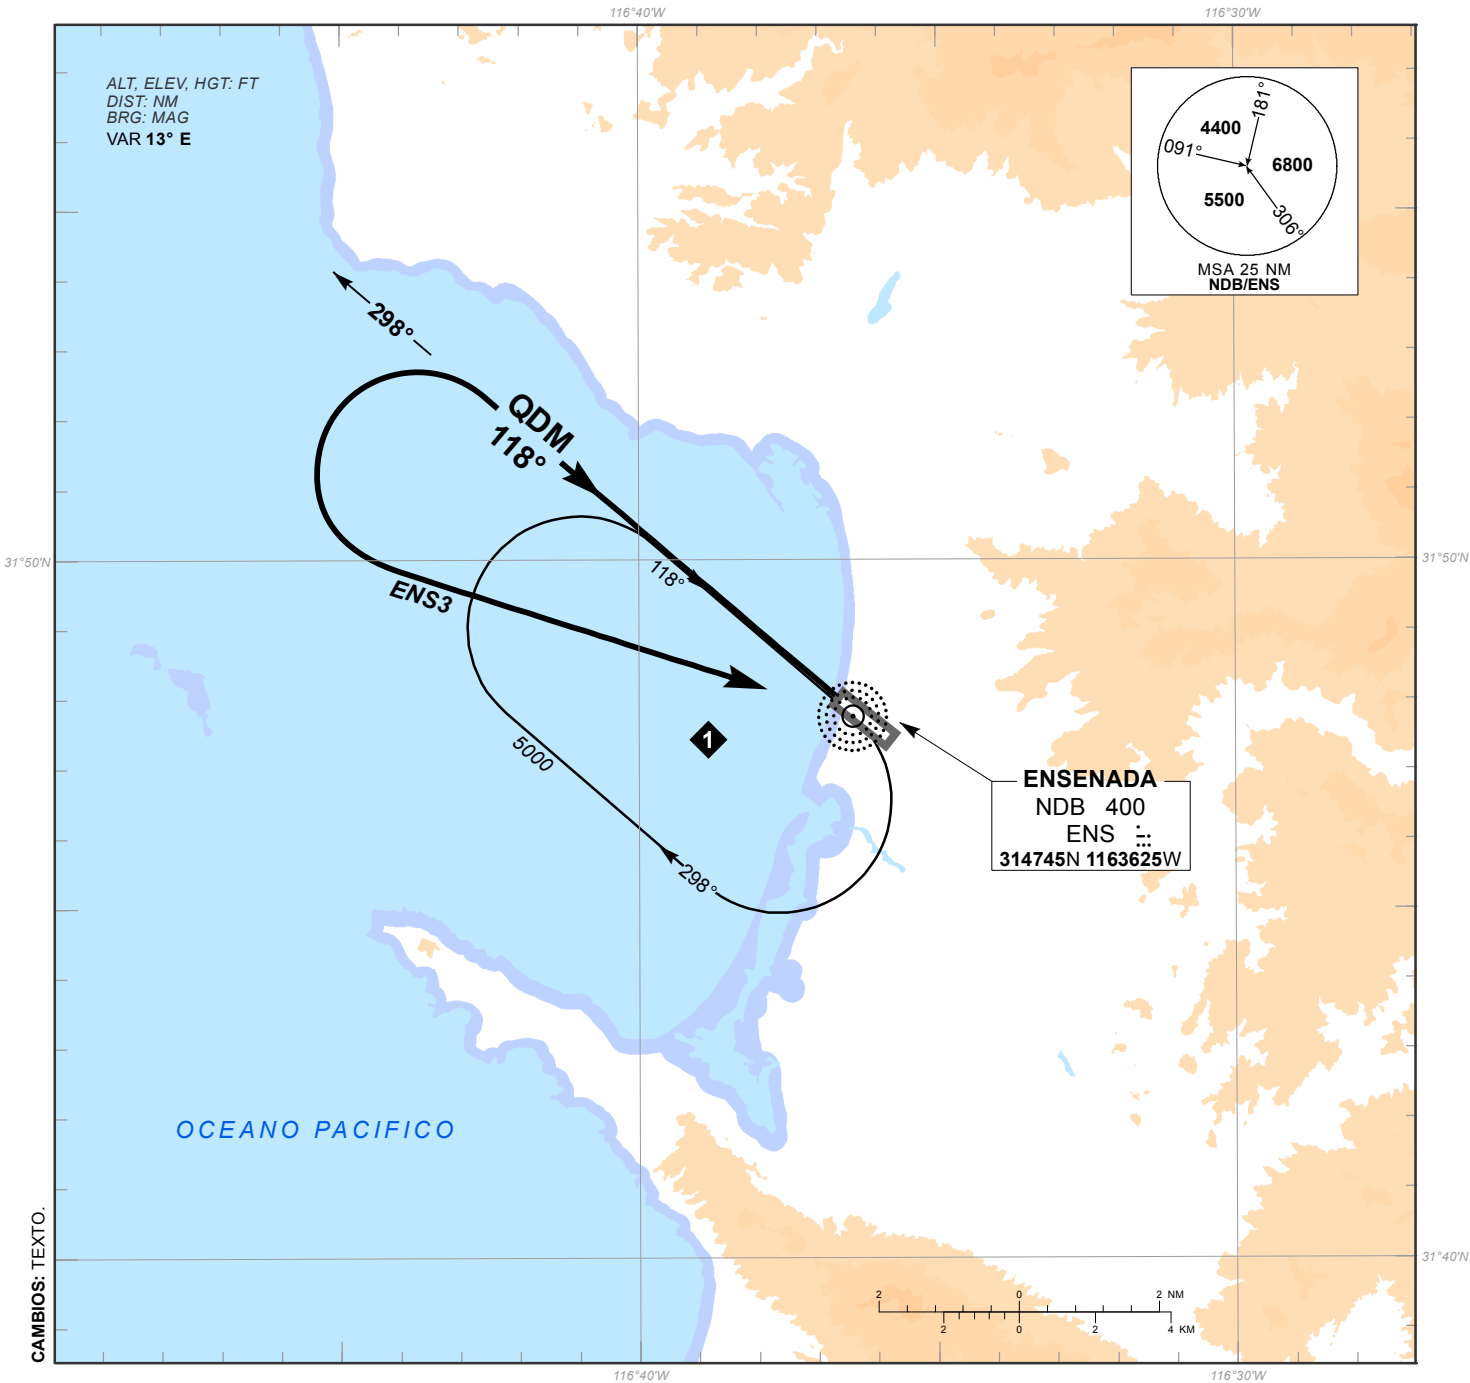 116°40'W
116°30'W
ALT, ELEV, HGT: FT
DIST: NM
BRG: MAG
VAR 13° E
181°
4400
091°
6800
5500
306°
MSA 25 NM
NDB/ENS
298°
QDM
118°
31°50'N
31°50'N
118°
ENS3
1
5000
ENSENADA
NDB 400
ENS
314745N 1163625W
298°
OCEANO PACIFICO
CAMBIOS: TEXTO.
31°40'N
2 0 2 NM
2 0 2 4 KM
116°40'W
116°30'W